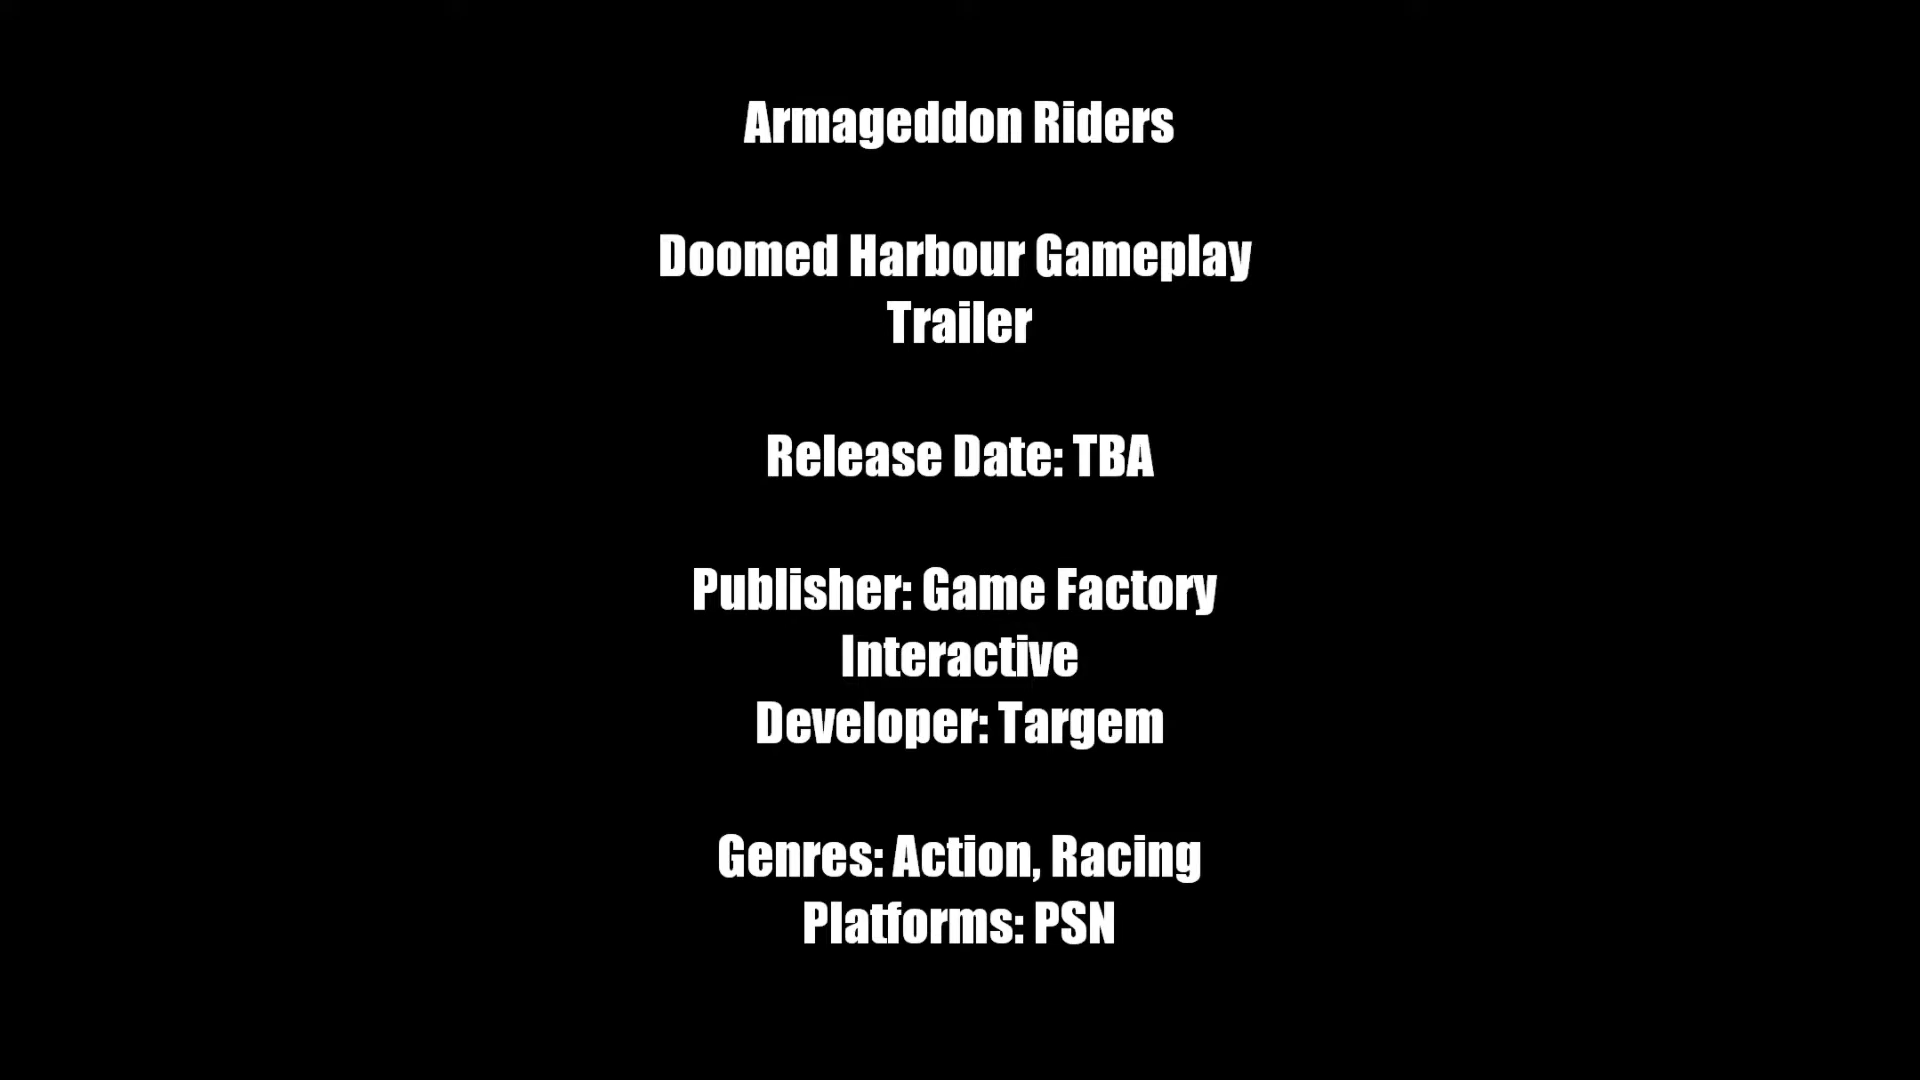 Armageddon Riders
Doomed Harbour Gameplay
Trailer
Release Date: TBA
Publisher: Game Factory
Interactive
Developer: Targem
Genres: Action, Racing
Platforms: PSN